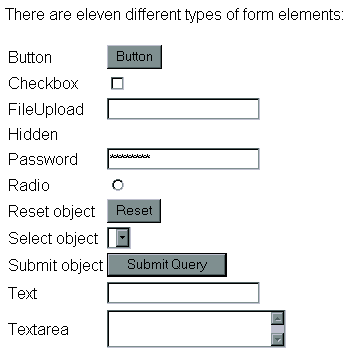 There are eleven different types of form elements:
Button Button
Checkbox
FileUpload
Hidden
Password *********
Radio
Reset object Reset
Select object
Submit object Submit Query
Text
Textarea